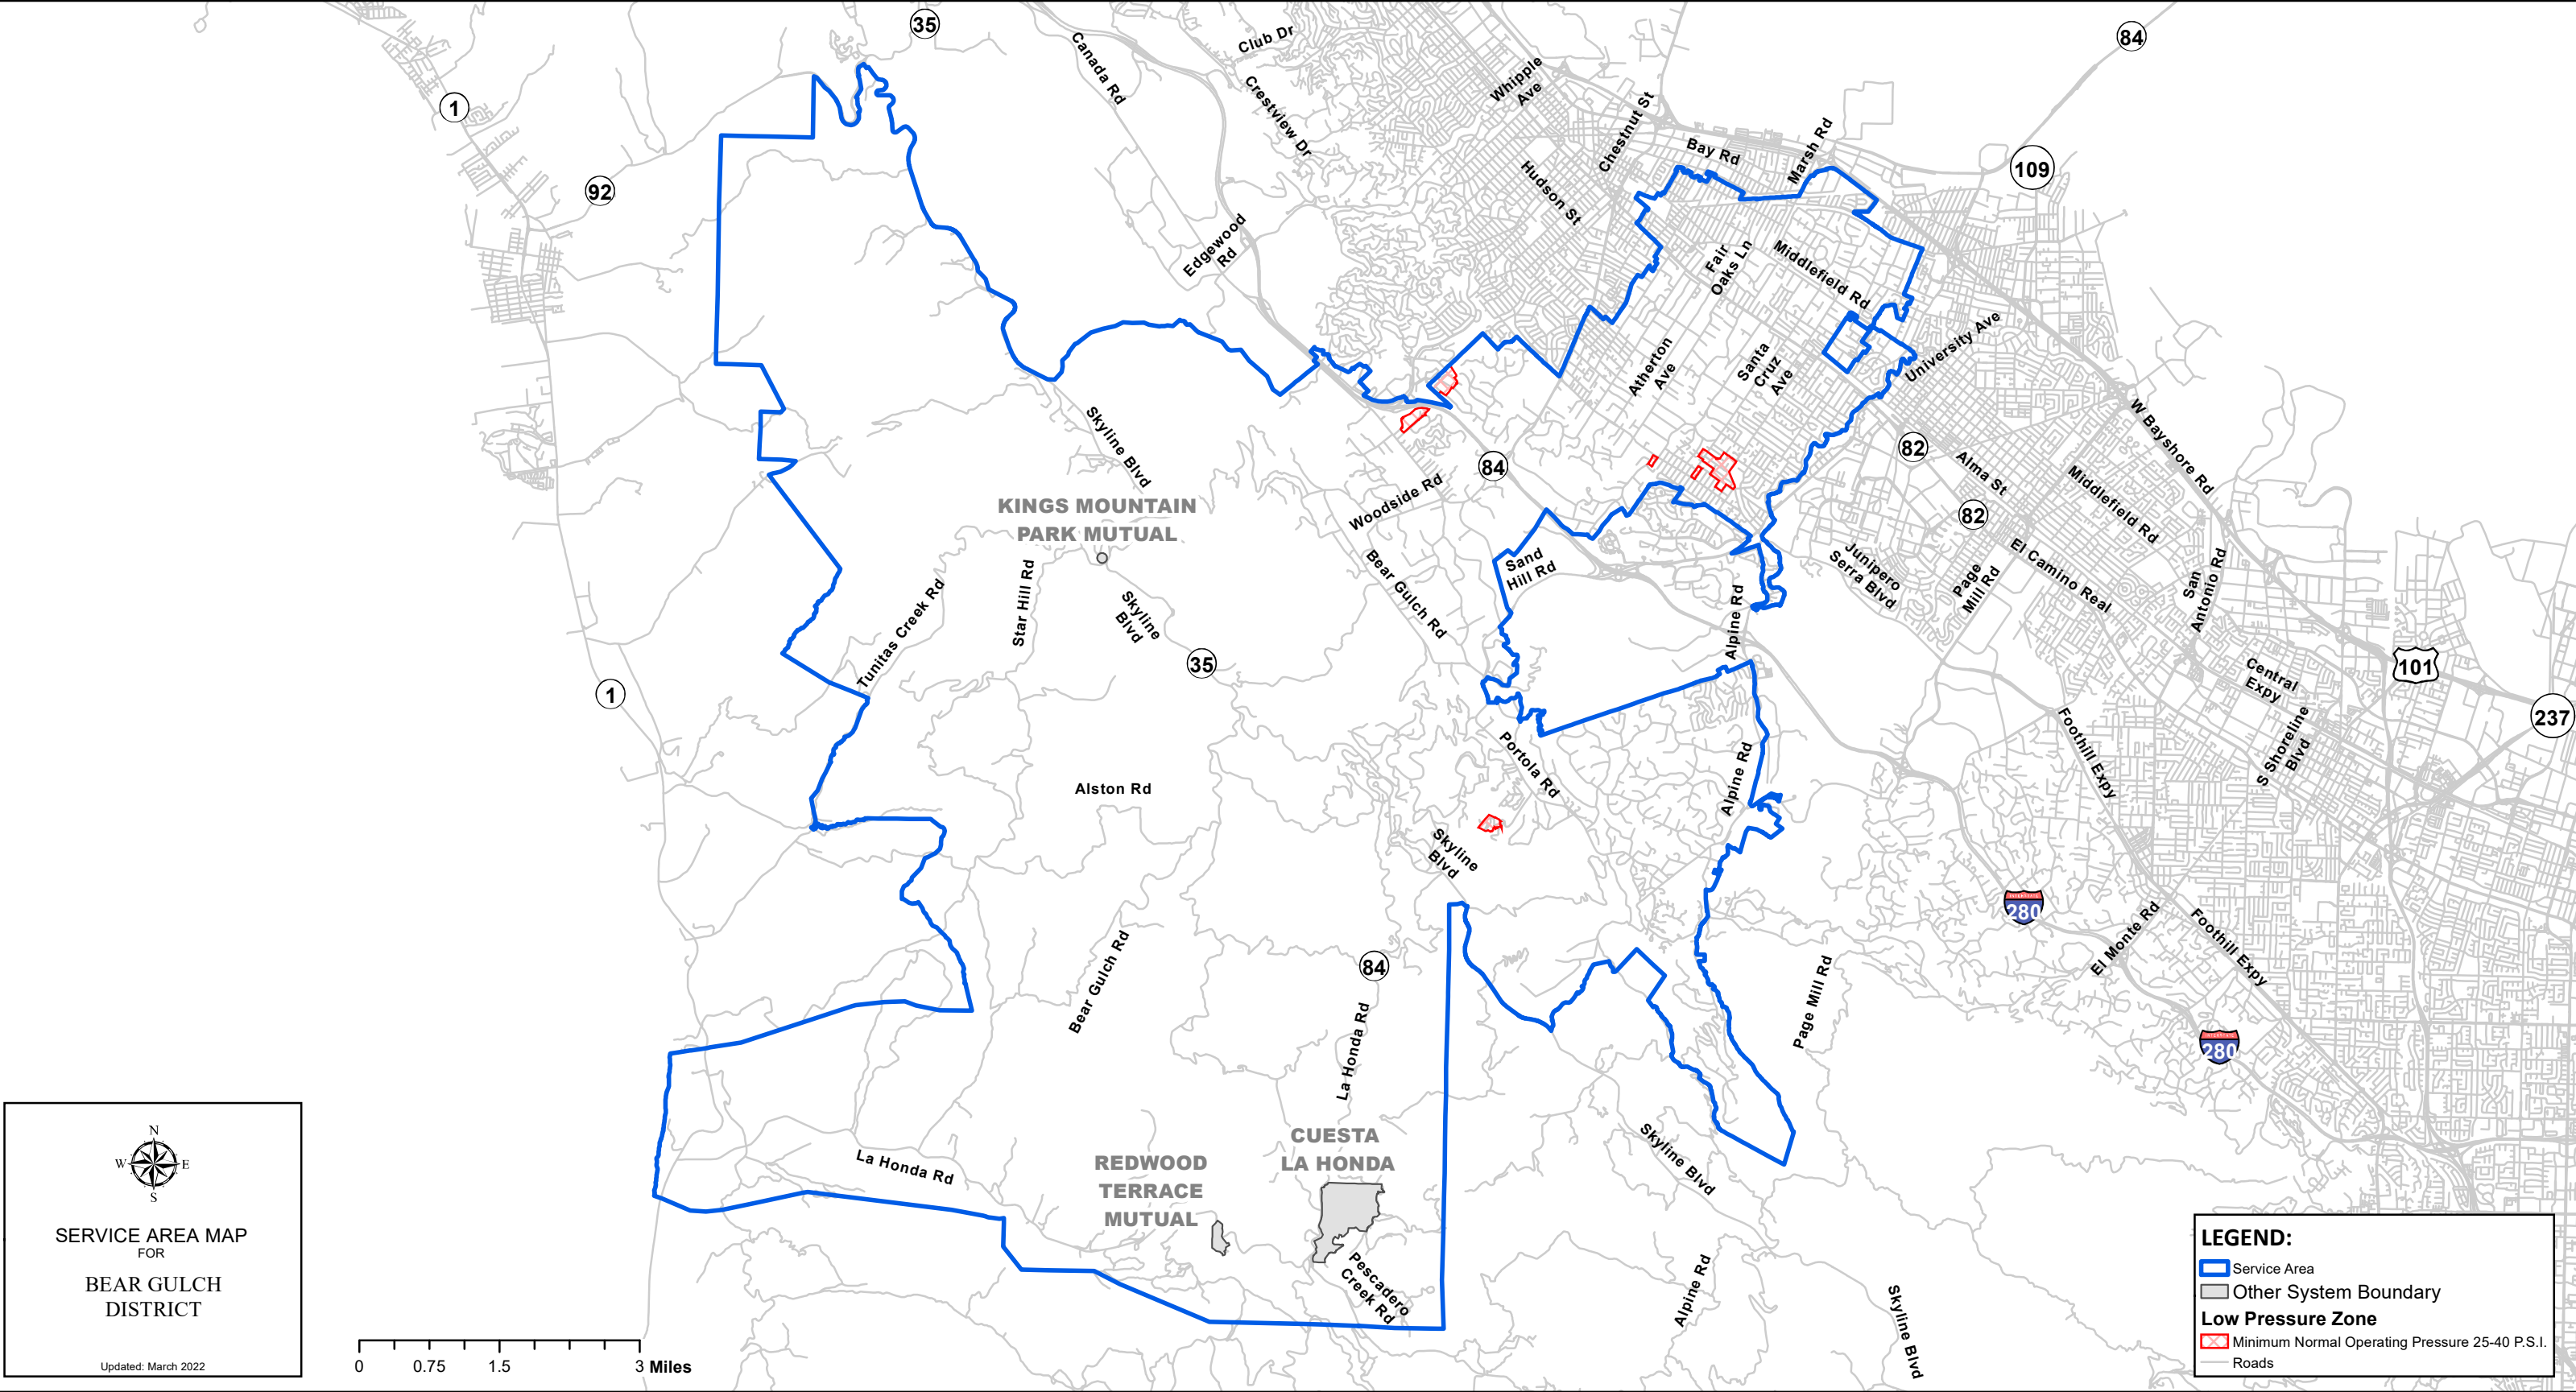 35
84
Club Dr
Canada Rd
Whipple
Ave
1
Crestview Dr
Chestnut St
Bay Rd
Marsh Rd
109
92
Hudson St
Edgewood
Rd
Fair
Oaks Ln
Middlefield Rd
University Ave
Atherton
Ave
Santa
Cruz
Ave
Skyline Blvd
W Bayshore Rd
82
Alma St
Middlefield Rd
84
Woodside Rd
KINGS MOUNTAIN
PARK MUTUAL
82
El Camino Real
San
Antonio Rd
Sand
Hill Rd
Junipero
Serra Blvd
Page
Mill Rd
Bear Gulch Rd
Star Hill Rd
Tunitas Creek Rd
Skyline
Blvd
Alpine Rd
35
1
101
Central
Expy
237
Foothill Expy
S Shoreline
Blvd
Portola Rd
Alpine Rd
Alston Rd
Skyline
Blvd
280
El Monte Rd
Foothill Expy
Bear Gulch Rd
84
La Honda Rd
Page Mill Rd
280
CUESTA
LA HONDA
REDWOOD
TERRACE
MUTUAL
La Honda Rd
Skyline Blvd
Pescadero
Creek Rd
Alpine Rd
Skyline Blvd
N
W E
S
SERVICE AREA MAP
FOR
BEAR GULCH
DISTRICT
Updated: March 2022
0 0.75 1.5 3 Miles
LEGEND:
Service Area
Other System Boundary
Low Pressure Zone
Minimum Normal Operating Pressure 25-40 P.S.I.
Roads